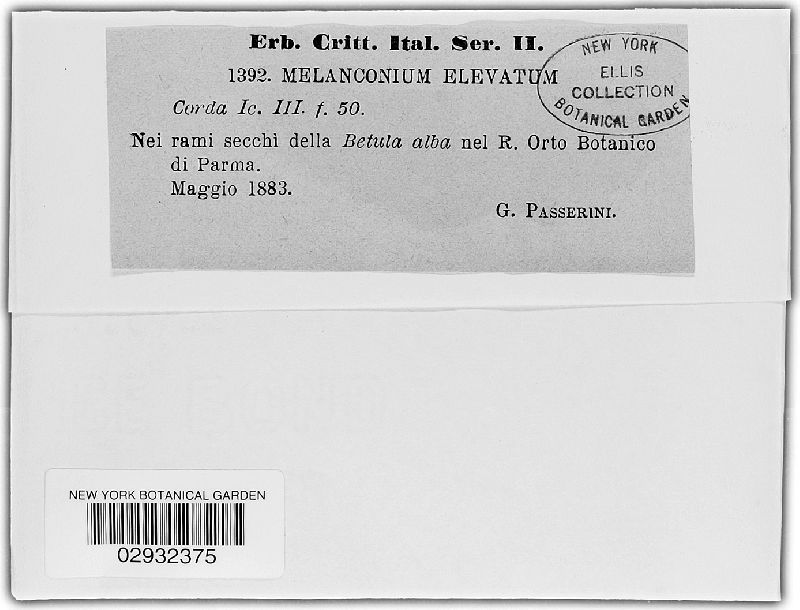 Erb. Critt. Ital. Ser. II.
1392. MELANCONIUM ELEVATUM
Corda Ic. III. f. 50.
Nei rami secchi della Betula alba nel R. Orto Botanico
di Parma.
Maggio 1883.
G. PASSERINI.
NEW YORK
ELLIS
COLLECTION
BOTANICAL GARDEN
NEW YORK BOTANICAL GARDEN
02932375